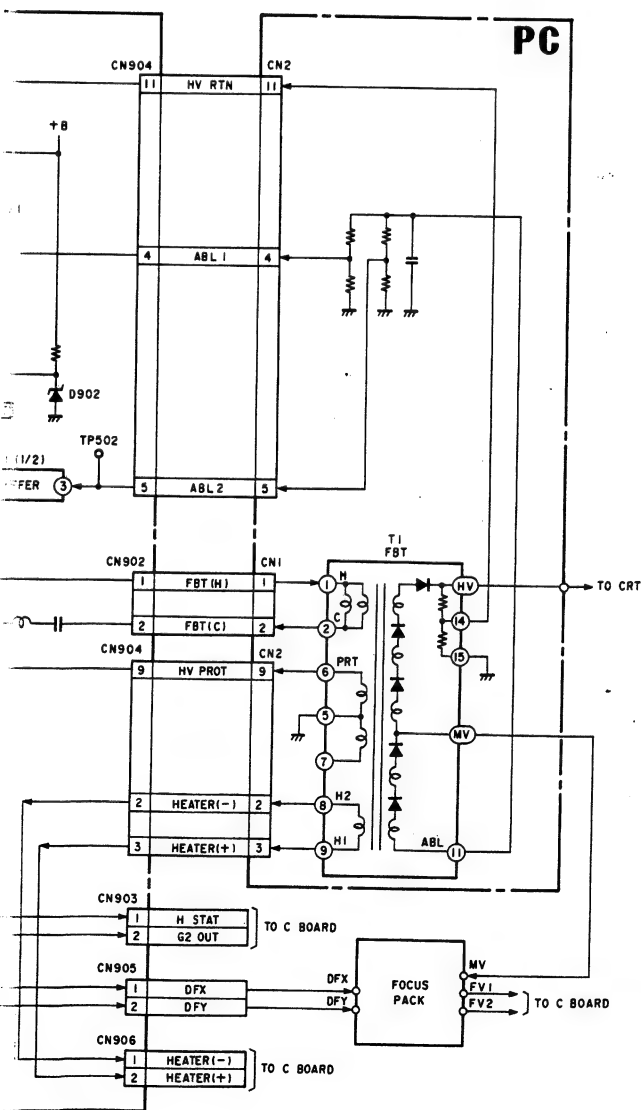 PC
CN904 CN2
11 HV RTN 11
+B
4 ABL1 4
D902
TP502
(1/2)
FFER 3
5 ABL2 5
T1
FBT
CN902 CN1
1 FBT(H) 1 1 H HV TO CRT
2 FBT(C) 2 2 C 14
CN904 CN2
9 HV PROT 9 6 PRT 15
5
7 MV
2 HEATER(-) 2 8 H2
3 HEATER(+) 3 9 H1 ABL 11
CN903
1 H STAT
2 G2 OUT
TO C BOARD
CN905
1 DFX DFX
2 DFY DFY
FOCUS
PACK
MV
FV1
FV2
TO C BOARD
CN906
1 HEATER(-)
2 HEATER(+)
TO C BOARD